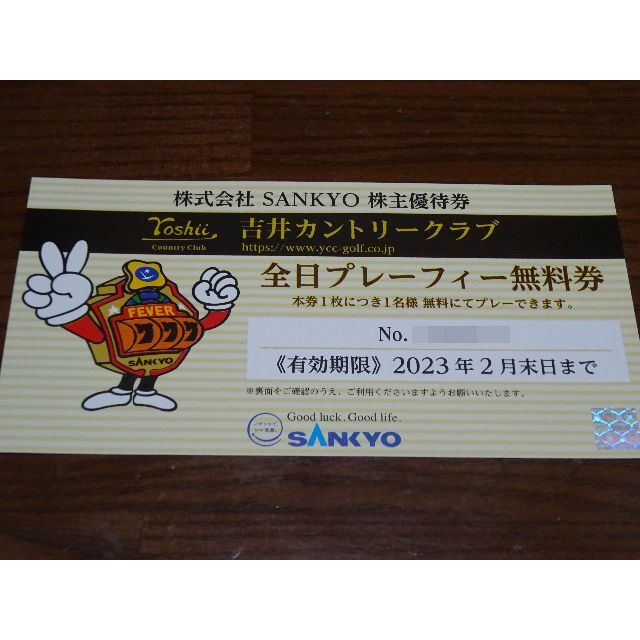 株式会社 SANKYO 株主優待券
Yoshii
Country Club
吉井カントリークラブ
https://www.ycc-golf.co.jp
全日プレーフィー無料券
本券1枚につき1名様 無料にてプレーできます。
FEVER
777
SANKYO
No.
《有効期限》2023年2月末日まで
※裏面をご確認のうえ、ご利用くださいますようお願いいたします。
Good luck. Good life.
SANKYO